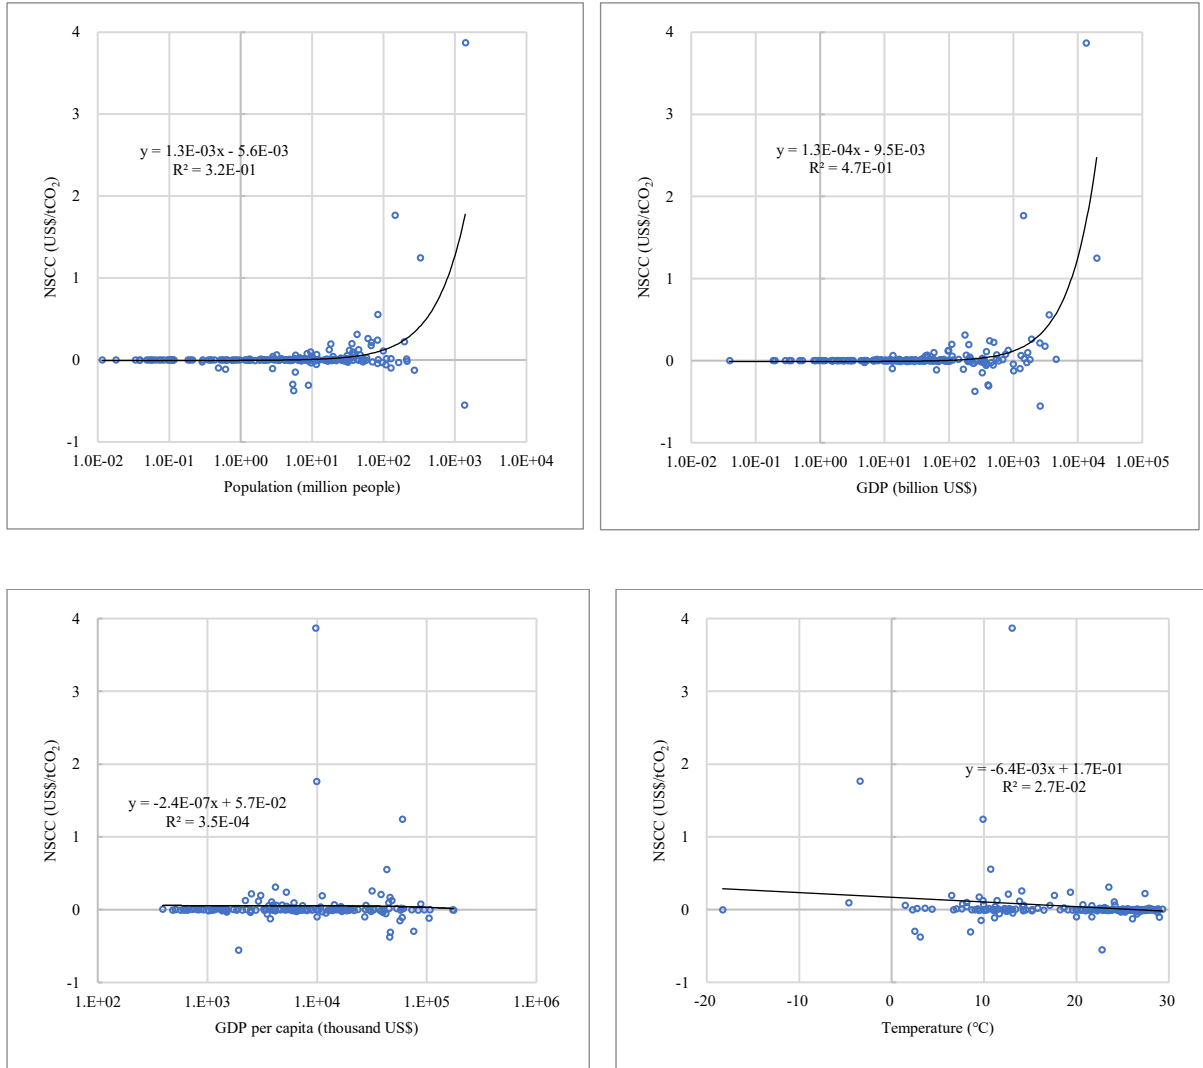 4
3
2
1
0
-1
NSCC (US$/tCO₂)
y = 1.3E-03x - 5.6E-03
R² = 3.2E-01
1.0E-02 1.0E-01 1.0E+00 1.0E+01 1.0E+02 1.0E+03 1.0E+04
Population (million people)
4
3
2
1
0
-1
NSCC (US$/tCO₂)
y = 1.3E-04x - 9.5E-03
R² = 4.7E-01
1.0E-02 1.0E-01 1.0E+00 1.0E+01 1.0E+02 1.0E+03 1.0E+04 1.0E+05
GDP (billion US$)
4
3
2
1
0
-1
NSCC (US$/tCO₂)
y = -2.4E-07x + 5.7E-02
R² = 3.5E-04
1.E+02 1.E+03 1.E+04 1.E+05 1.E+06
GDP per capita (thousand US$)
4
3
2
1
0
-1
NSCC (US$/tCO₂)
y = -6.4E-03x + 1.7E-01
R² = 2.7E-02
-20 -10 0 10 20 30
Temperature (°C)